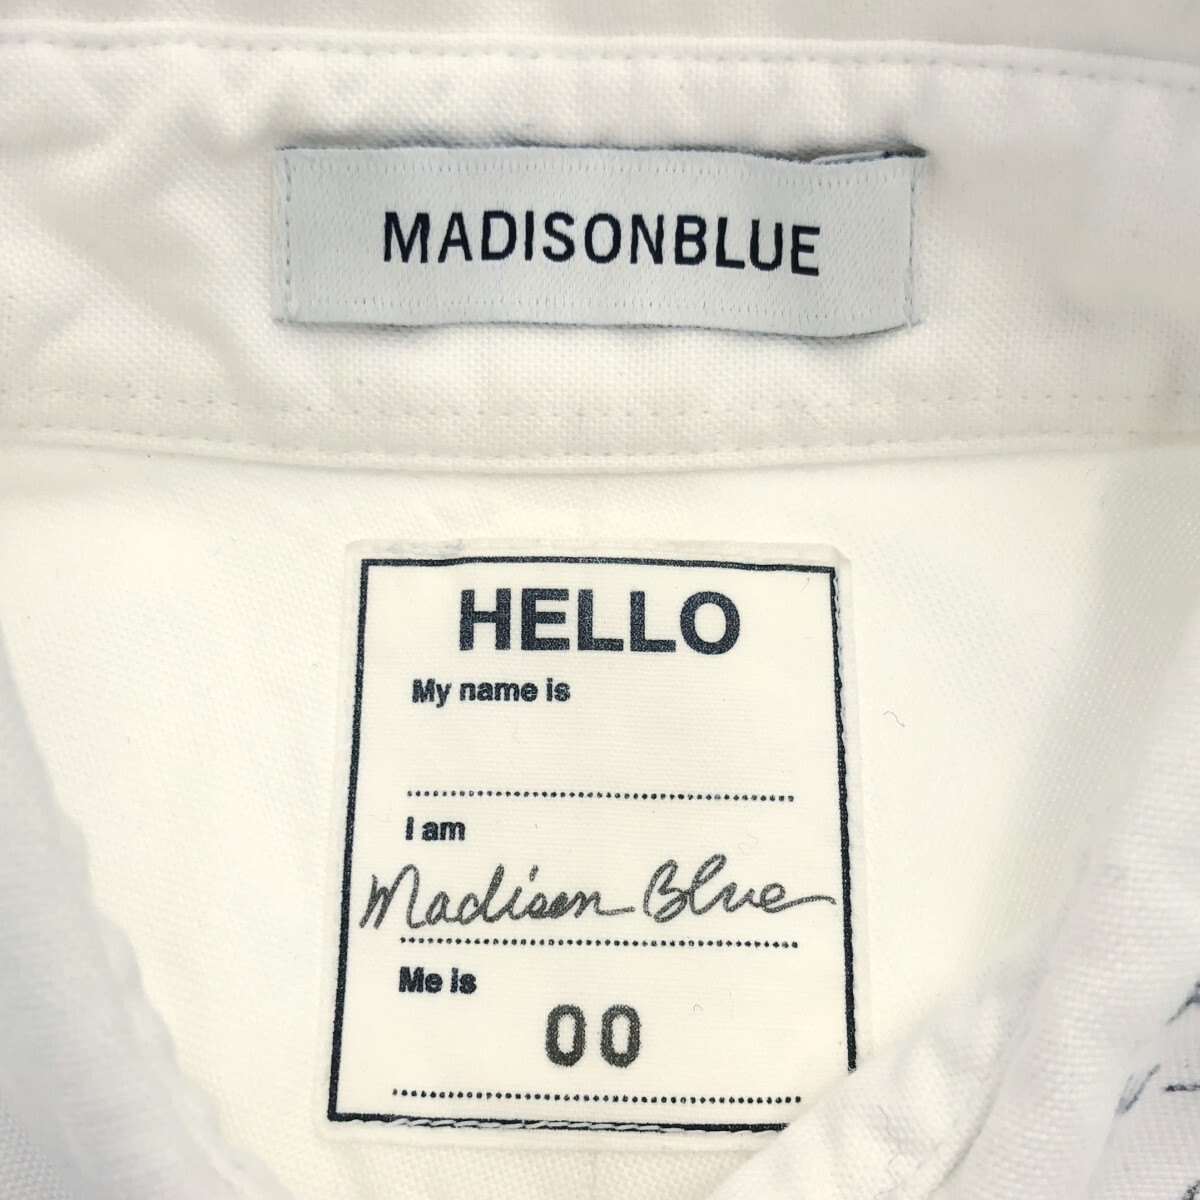 MADISONBLUE
HELLO
My name is
I am
Madison Blue
Me is
00